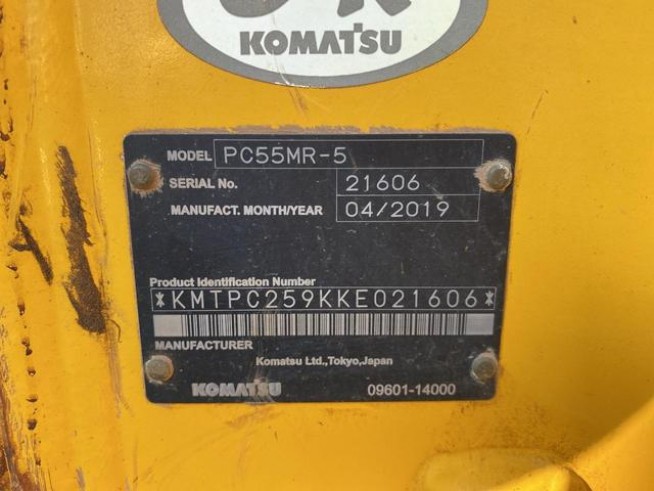 KOMATSU
MODEL PC55MR-5
SERIAL No. 21606
MANUFACT. MONTH/YEAR 04/2019
Product Identification Number
*KMTPC259KKE021606*
MANUFACTURER
Komatsu Ltd.,Tokyo,Japan
KOMATSU 09601-14000